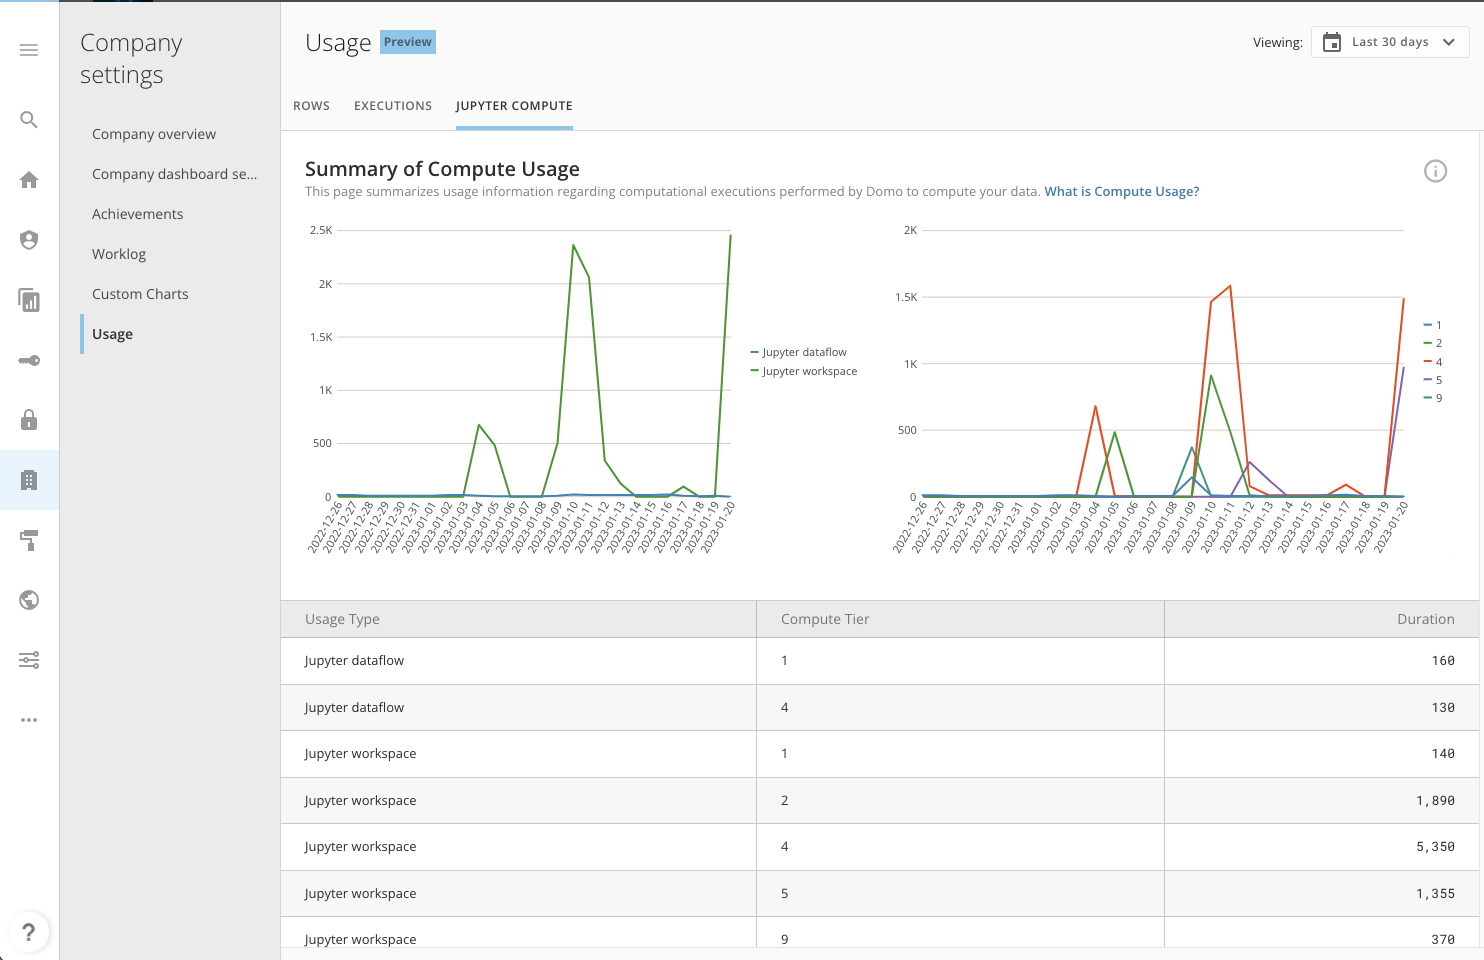 Company
settings
Company overview
Company dashboard se...
Achievements
Worklog
Custom Charts
Usage
?
Usage Preview
Viewing: Last 30 days
ROWS EXECUTIONS JUPYTER COMPUTE
Summary of Compute Usage
This page summarizes usage information regarding computational executions performed by Domo to compute your data. What is Compute Usage?
2.5K
2K
1.5K
1K
500
0
2022-12-26
2022-12-27
2022-12-28
2022-12-29
2022-12-30
2022-12-31
2023-01-01
2023-01-02
2023-01-03
2023-01-04
2023-01-05
2023-01-06
2023-01-07
2023-01-08
2023-01-09
2023-01-10
2023-01-11
2023-01-12
2023-01-13
2023-01-14
2023-01-15
2023-01-16
2023-01-17
2023-01-18
2023-01-19
2023-01-20
Jupyter dataflow
Jupyter workspace
2K
1.5K
1K
500
0
2022-12-26
2022-12-27
2022-12-28
2022-12-29
2022-12-30
2022-12-31
2023-01-01
2023-01-02
2023-01-03
2023-01-04
2023-01-05
2023-01-06
2023-01-07
2023-01-08
2023-01-09
2023-01-10
2023-01-11
2023-01-12
2023-01-13
2023-01-14
2023-01-15
2023-01-16
2023-01-17
2023-01-18
2023-01-19
2023-01-20
1
2
4
5
9
Usage Type Compute Tier Duration
Jupyter dataflow 1 160
Jupyter dataflow 4 130
Jupyter workspace 1 140
Jupyter workspace 2 1,890
Jupyter workspace 4 5,350
Jupyter workspace 5 1,355
Jupyter workspace 9 370